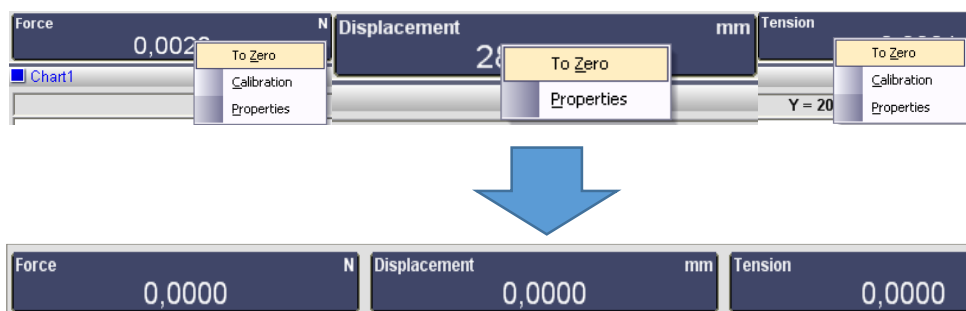 Force N Displacement mm Tension
0,002
To Zero To Zero To Zero
Chart1 Calibration Properties Calibration
Properties Y = 20 Properties
Force N Displacement mm Tension
0,0000 0,0000 0,0000